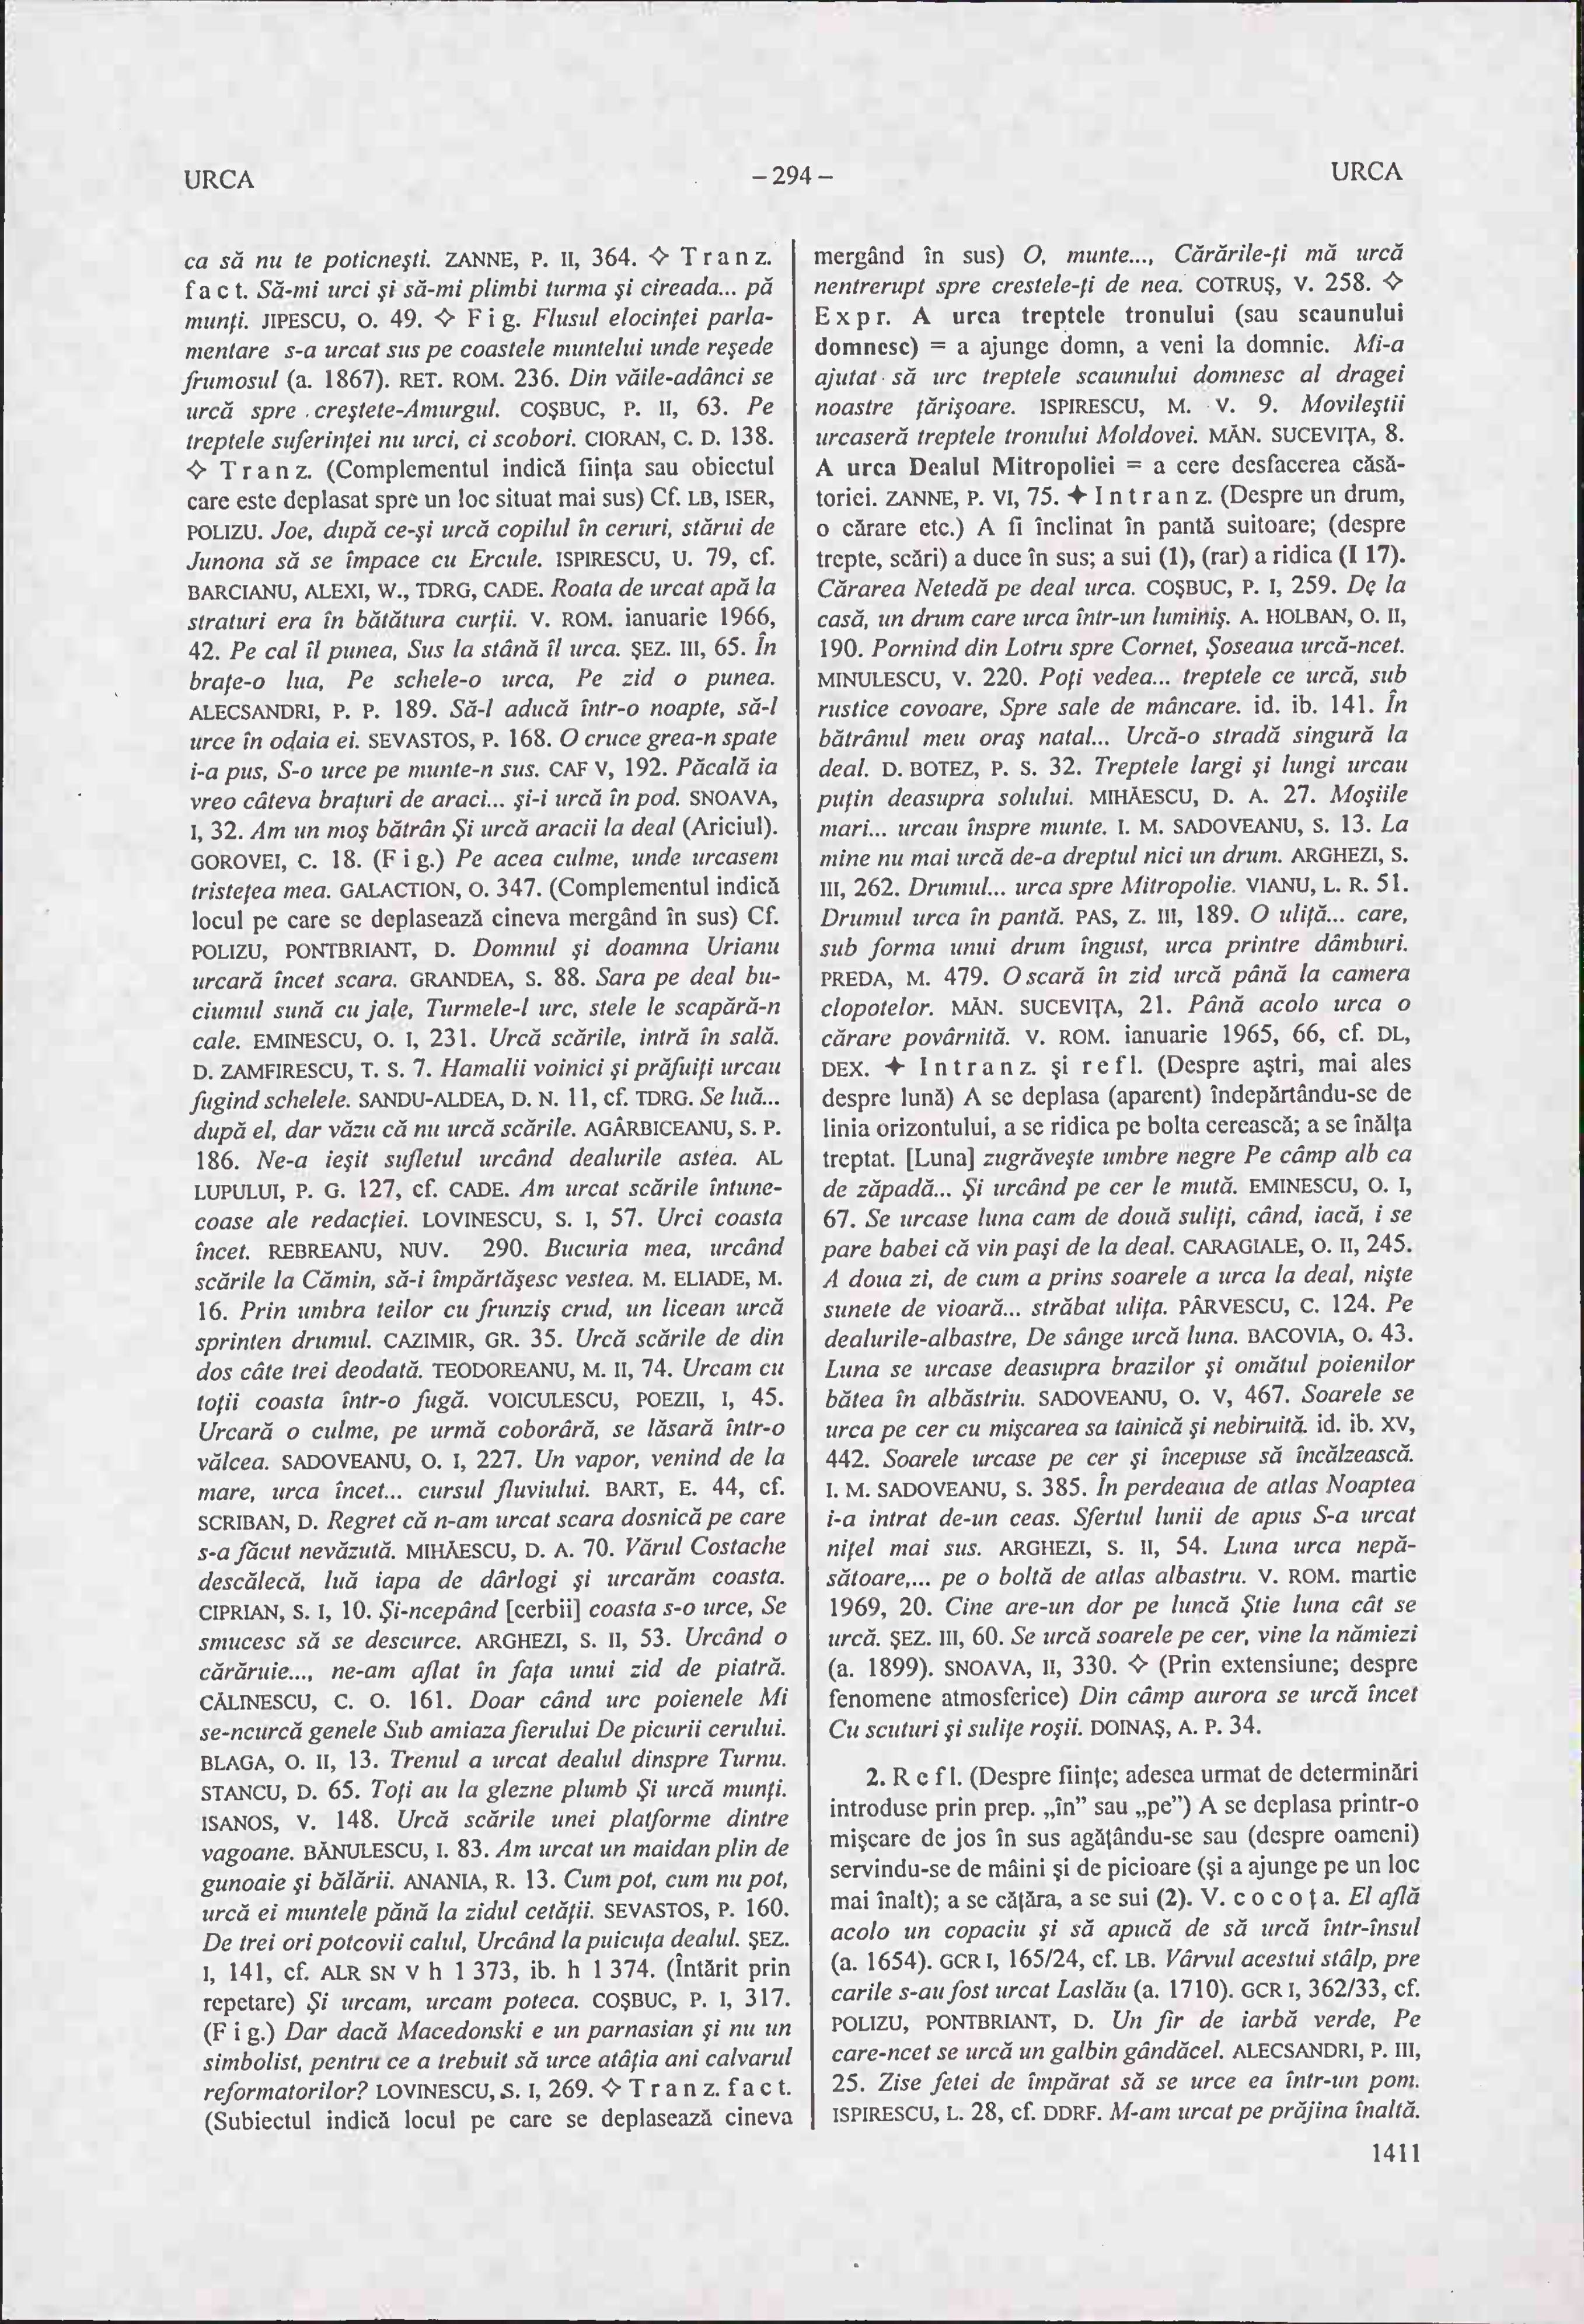 URCA
– 294 –
URCA
ca să nu te poticneşti. ZANNE, P. II, 364. ✧ T r a n z.
f a c t. Să-mi urci şi să-mi plimbi turma şi cireada... pă
munţi. JIPESCU, O. 49. ✧ F i g. Flusul elocinţei parla-
mentare s-a urcat sus pe coastele muntelui unde reşede
frumosul (a. 1867). RET. ROM. 236. Din văile-adânci se
urcă spre creştete-Amurgul. COŞBUC, P. II, 63. Pe
treptele suferinţei nu urci, ci scobori. CIORAN, C. D. 138.
✧ T r a n z. (Complementul indică fiinţa sau obiectul
care este deplasat spre un loc situat mai sus) Cf. LB, ISER,
POLIZU. Joe, după ce-şi urcă copilul în ceruri, stărui de
Junona să se împace cu Ercule. ISPIRESCU, U. 79, cf.
BARCIANU, ALEXI, W., TDRG, CADE. Roata de urcat apă la
straturi era în bătătura curţii. V. ROM. ianuarie 1966,
42. Pe cal îl punea, Sus la stână îl urca. ŞEZ. III, 65. În
braţe-o lua, Pe schele-o urca, Pe zid o punea.
ALECSANDRI, P. P. 189. Să-l aducă într-o noapte, să-l
urce în odaia ei. SEVASTOS, P. 168. O cruce grea-n spate
i-a pus, S-o urce pe munte-n sus. CAF V, 192. Păcală ia
vreo câteva braţuri de araci... şi-i urcă în pod. SNOAVA,
I, 32. Am un moş bătrân Şi urcă aracii la deal (Ariciul).
GOROVEI, C. 18. (F i g.) Pe acea culme, unde urcasem
tristeţea mea. GALACTION, O. 347. (Complementul indică
locul pe care se deplasează cineva mergând în sus) Cf.
POLIZU, PONTBRIANT, D. Domnul şi doamna Urianu
urcară încet scara. GRANDEA, S. 88. Sara pe deal bu-
ciumul sună cu jale, Turmele-l urc, stele le scapără-n
cale. EMINESCU, O. I, 231. Urcă scările, intră în sală.
D. ZAMFIRESCU, T. S. 7. Hamalii voinici şi prăfuiţi urcau
fugind schelele. SANDU-ALDEA, D. N. 11, cf. TDRG. Se luă...
după el, dar văzu că nu urcă scările. AGÂRBICEANU, S. P.
186. Ne-a ieşit sufletul urcând dealurile astea. AL
LUPULUI, P. G. 127, cf. CADE. Am urcat scările întune-
coase ale redacţiei. LOVINESCU, S. I, 57. Urci coasta
încet. REBREANU, NUV. 290. Bucuria mea, urcând
scările la Cămin, să-i împărtăşesc vestea. M. ELIADE, M.
16. Prin umbra teilor cu frunziş crud, un licean urcă
sprinten drumul. CAZIMIR, GR. 35. Urcă scările de din
dos câte trei deodată. TEODOREANU, M. II, 74. Urcam cu
toţii coasta într-o fugă. VOICULESCU, POEZII, I, 45.
Urcară o culme, pe urmă coborâră, se lăsară într-o
vâlcea. SADOVEANU, O. I, 227. Un vapor, venind de la
mare, urca încet... cursul fluviului. BART, E. 44, cf.
SCRIBAN, D. Regret că n-am urcat scara dosnică pe care
s-a făcut nevăzută. MIHĂESCU, D. A. 70. Vărul Costache
descălecă, luă iapa de dârlogi şi urcarăm coasta.
CIPRIAN, S. I, 10. Şi-ncepând [cerbii] coasta s-o urce, Se
smucesc să se descurce. ARGHEZI, S. II, 53. Urcând o
cărăruie..., ne-am aflat în faţa unui zid de piatră.
CĂLINESCU, C. O. 161. Doar când urc poienele Mi
se-ncurcă genele Sub amiaza fierului De picurii cerului.
BLAGA, O. II, 13. Trenul a urcat dealul dinspre Turnu.
STANCU, D. 65. Toţi au la glezne plumb Şi urcă munţi.
ISANOS, V. 148. Urcă scările unei platforme dintre
vagoane. BĂNULESCU, I. 83. Am urcat un maidan plin de
gunoaie şi bălării. ANANIA, R. 13. Cum pot, cum nu pot,
urcă ei muntele până la zidul cetăţii. SEVASTOS, P. 160.
De trei ori potcovii calul, Urcând la puicuţa dealul. ŞEZ.
I, 141, cf. ALR SN V h 1 373, ib. h 1 374. (Întărit prin
repetare) Şi urcam, urcam poteca. COŞBUC, P. I, 317.
(F i g.) Dar dacă Macedonski e un parnasian şi nu un
simbolist, pentru ce a trebuit să urce atâţia ani calvarul
reformatorilor? LOVINESCU, S. I, 269. ✧ T r a n z. f a c t.
(Subiectul indică locul pe care se deplasează cineva
mergând în sus) O, munte..., Cărările-ţi mă urcă
nentrerupt spre crestele-ţi de nea. COTRUŞ, V. 258. ✧
E x p r. A urca treptele tronului (sau scaunului
domnesc) = a ajunge domn, a veni la domnie. Mi-a
ajutat să urc treptele scaunului domnesc al dragei
noastre ţărişoare. ISPIRESCU, M. V. 9. Movileştii
urcaseră treptele tronului Moldovei. MĂN. SUCEVIŢA, 8.
A urca Dealul Mitropoliei = a cere desfacerea căsă-
toriei. ZANNE, P. VI, 75. ✦ I n t r a n z. (Despre un drum,
o cărare etc.) A fi înclinat în pantă suitoare; (despre
trepte, scări) a duce în sus; a sui (1), (rar) a ridica (I 17).
Cărarea Netedă pe deal urca. COŞBUC, P. I, 259. De la
casă, un drum care urca într-un luminiş. A. HOLBAN, O. II,
190. Pornind din Lotru spre Cornet, Şoseaua urcă-ncet.
MINULESCU, V. 220. Poţi vedea... treptele ce urcă, sub
rustice covoare, Spre sale de mâncare. id. ib. 141. În
bătrânul meu oraş natal... Urcă-o stradă singură la
deal. D. BOTEZ, P. S. 32. Treptele largi şi lungi urcau
puţin deasupra solului. MIHĂESCU, D. A. 27. Moşiile
mari... urcau înspre munte. I. M. SADOVEANU, S. 13. La
mine nu mai urcă de-a dreptul nici un drum. ARGHEZI, S.
III, 262. Drumul... urca spre Mitropolie. VIANU, L. R. 51.
Drumul urca în pantă. PAS, Z. III, 189. O uliţă... care,
sub forma unui drum îngust, urca printre dâmburi.
PREDA, M. 479. O scară în zid urcă până la camera
clopotelor. MĂN. SUCEVIŢA, 21. Până acolo urca o
cărare povârnită. V. ROM. ianuarie 1965, 66, cf. DL,
DEX. ✦ I n t r a n z. şi r e f l. (Despre aştri, mai ales
despre lună) A se deplasa (aparent) îndepărtându-se de
linia orizontului, a se ridica pe bolta cerească; a se înălţa
treptat. [Luna] zugrăveşte umbre negre Pe câmp alb ca
de zăpadă... Şi urcând pe cer le mută. EMINESCU, O. I,
67. Se urcase luna cam de două suliţi, când, iacă, i se
pare babei că vin paşi de la deal. CARAGIALE, O. II, 245.
A doua zi, de cum a prins soarele a urca la deal, nişte
sunete de vioară... străbat uliţa. PÂRVESCU, C. 124. Pe
dealurile-albastre, De sânge urcă luna. BACOVIA, O. 43.
Luna se urcase deasupra brazilor şi omătul poienilor
bătea în albăstriu. SADOVEANU, O. V, 467. Soarele se
urca pe cer cu mişcarea sa tainică şi nebiruită. id. ib. XV,
442. Soarele urcase pe cer şi începuse să încălzească.
I. M. SADOVEANU, S. 385. În perdeaua de atlas Noaptea
i-a intrat de-un ceas. Sfertul lunii de apus S-a urcat
niţel mai sus. ARGHEZI, S. II, 54. Luna urca nepă-
sătoare,... pe o boltă de atlas albastru. V. ROM. martie
1969, 20. Cine are-un dor pe luncă Ştie luna cât se
urcă. ŞEZ. III, 60. Se urcă soarele pe cer, vine la nămiezi
(a. 1899). SNOAVA, II, 330. ✧ (Prin extensiune; despre
fenomene atmosferice) Din câmp aurora se urcă încet
Cu scuturi şi suliţe roşii. DOINAŞ, A. P. 34.
2. R e f l. (Despre fiinţe; adesea urmat de determinări
introduse prin prep. „în” sau „pe”) A se deplasa printr-o
mişcare de jos în sus agăţându-se sau (despre oameni)
servindu-se de mâini şi de picioare (şi a ajunge pe un loc
mai înalt); a se căţăra, a se sui (2). V. c o c o ţ a. El află
acolo un copaciu şi să apucă de să urcă într-însul
(a. 1654). GCR I, 165/24, cf. LB. Vârvul acestui stâlp, pre
carile s-au fost urcat Laslău (a. 1710). GCR I, 362/33, cf.
POLIZU, PONTBRIANT, D. Un fir de iarbă verde, Pe
care-ncet se urcă un galbin gândăcel. ALECSANDRI, P. III,
25. Zise fetei de împărat să se urce ea într-un pom.
ISPIRESCU, L. 28, cf. DDRF. M-am urcat pe prăjina înaltă.
1411